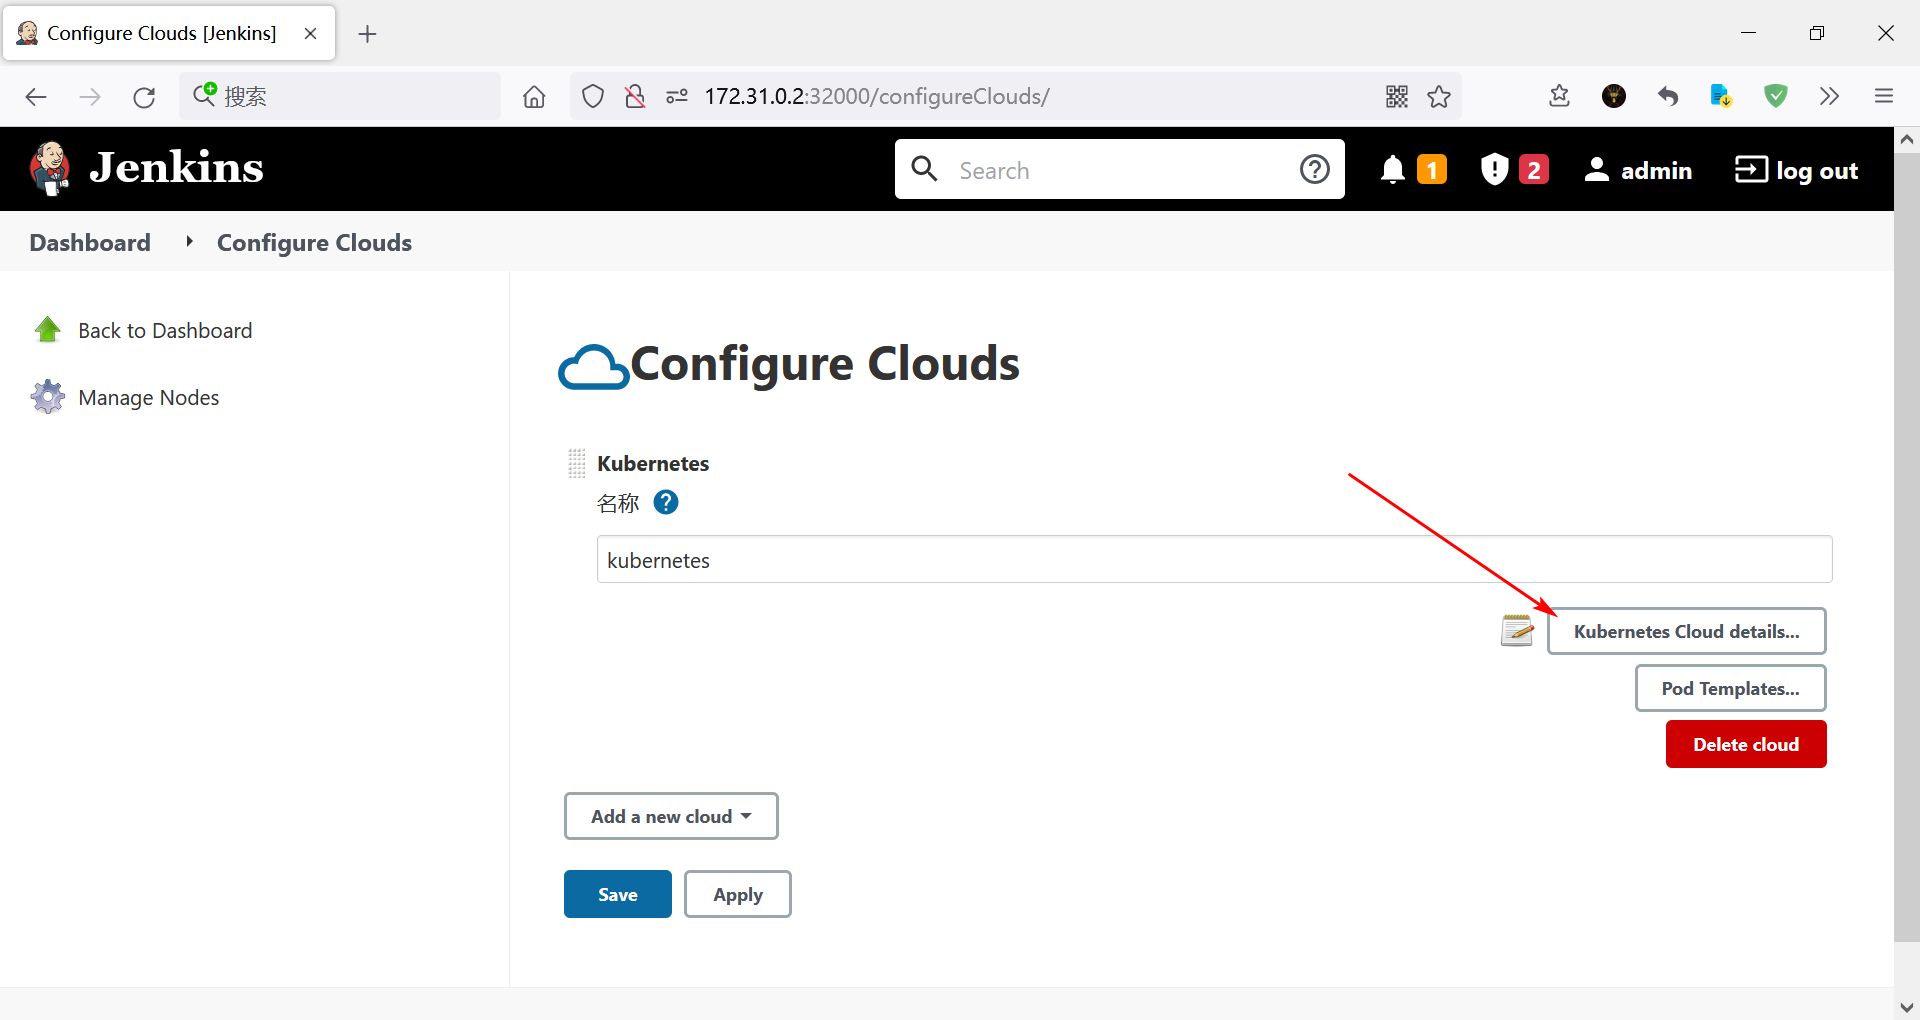 Configure Clouds [Jenkins]
搜索
172.31.0.2:32000/configureClouds/
Jenkins
Search
1
2
admin
log out
Dashboard
Configure Clouds
Back to Dashboard
Manage Nodes
Configure Clouds
Kubernetes
名称
kubernetes
Kubernetes Cloud details...
Pod Templates...
Delete cloud
Add a new cloud
Save
Apply